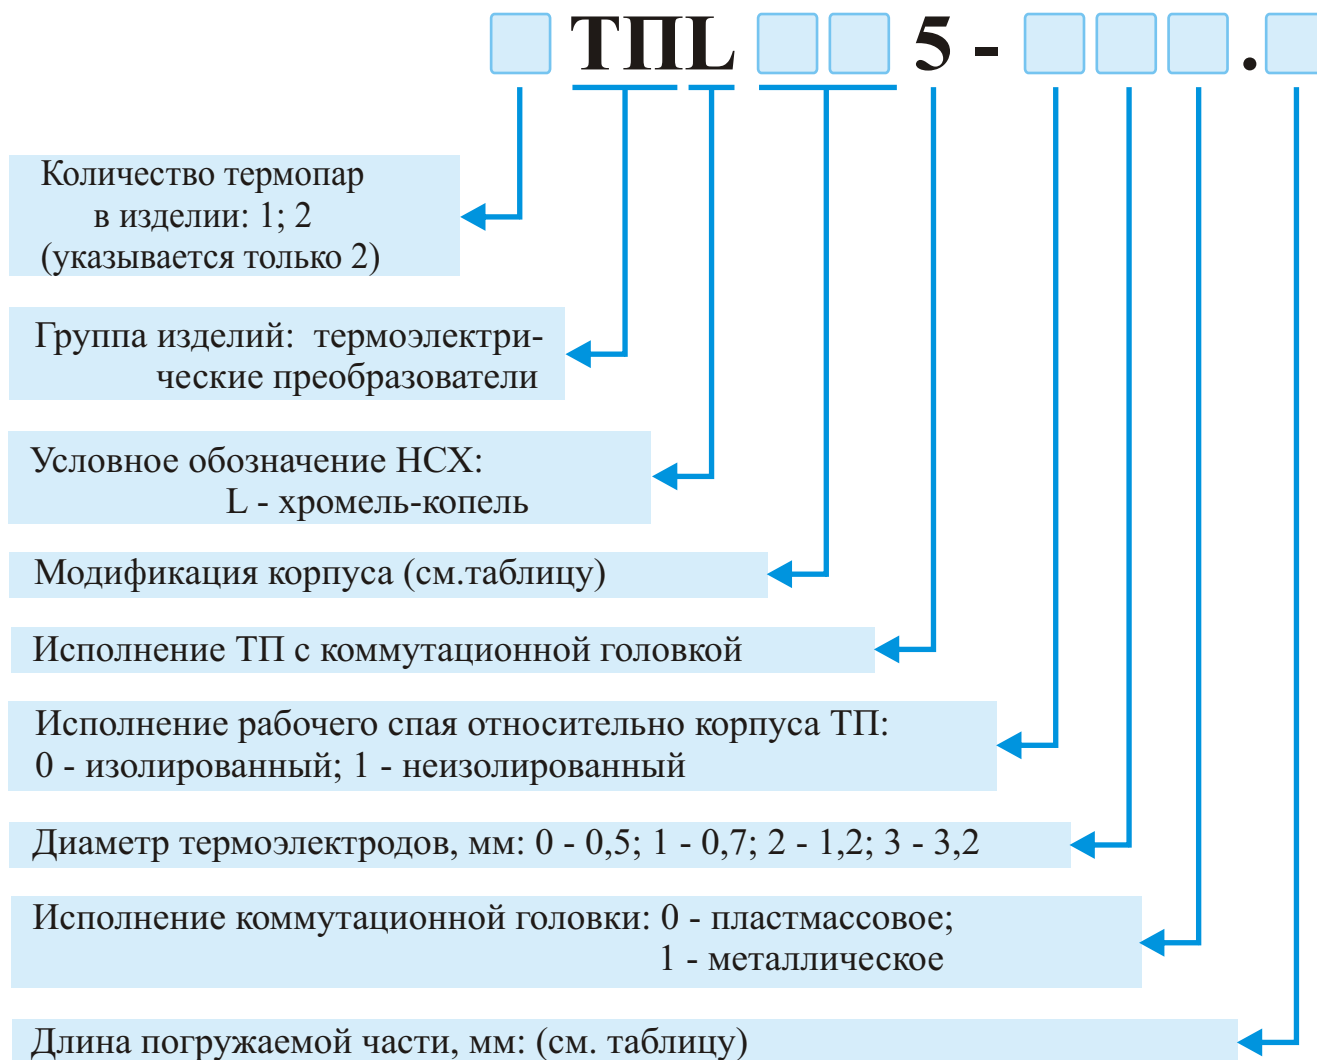 ТПL 5 - .
Количество термопар
в изделии: 1; 2
(указывается только 2)
Группа изделий: термоэлектри-
ческие преобразователи
Условное обозначение НСХ:
L - хромель-копель
Модификация корпуса (см.таблицу)
Исполнение ТП с коммутационной головкой
Исполнение рабочего спая относительно корпуса ТП:
0 - изолированный; 1 - неизолированный
Диаметр термоэлектродов, мм: 0 - 0,5; 1 - 0,7; 2 - 1,2; 3 - 3,2
Исполнение коммутационной головки: 0 - пластмассовое;
1 - металлическое
Длина погружаемой части, мм: (см. таблицу)